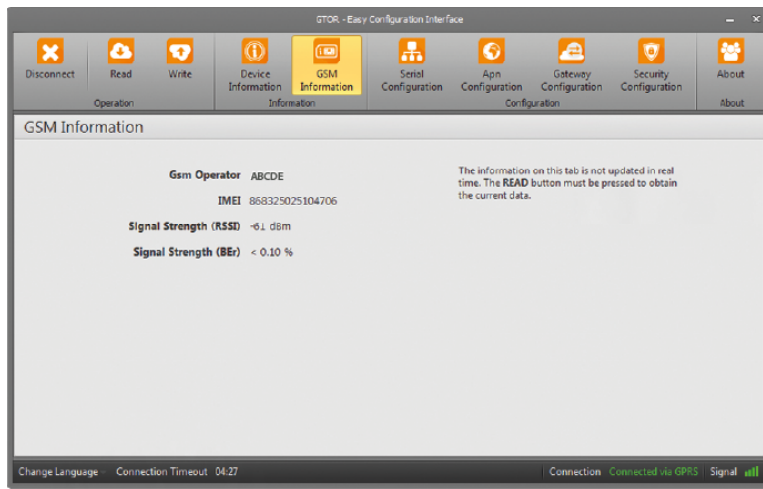 GTOR - Easy Configuration Interface
Disconnect
Read
Write
Device
Information
GSM
Information
Serial
Configuration
Apn
Configuration
Gateway
Configuration
Security
Configuration
About
Operation
Information
Configuration
About
GSM Information
Gsm Operator ABCDE
IMEI 868325025104706
Signal Strength (RSSI) -61 dBm
Signal Strength (BEr) < 0.10 %
The information on this tab is not updated in real
time. The READ button must be pressed to obtain
the current data.
Change Language Connection Timeout 04:27 Connection Connected via GPRS Signal